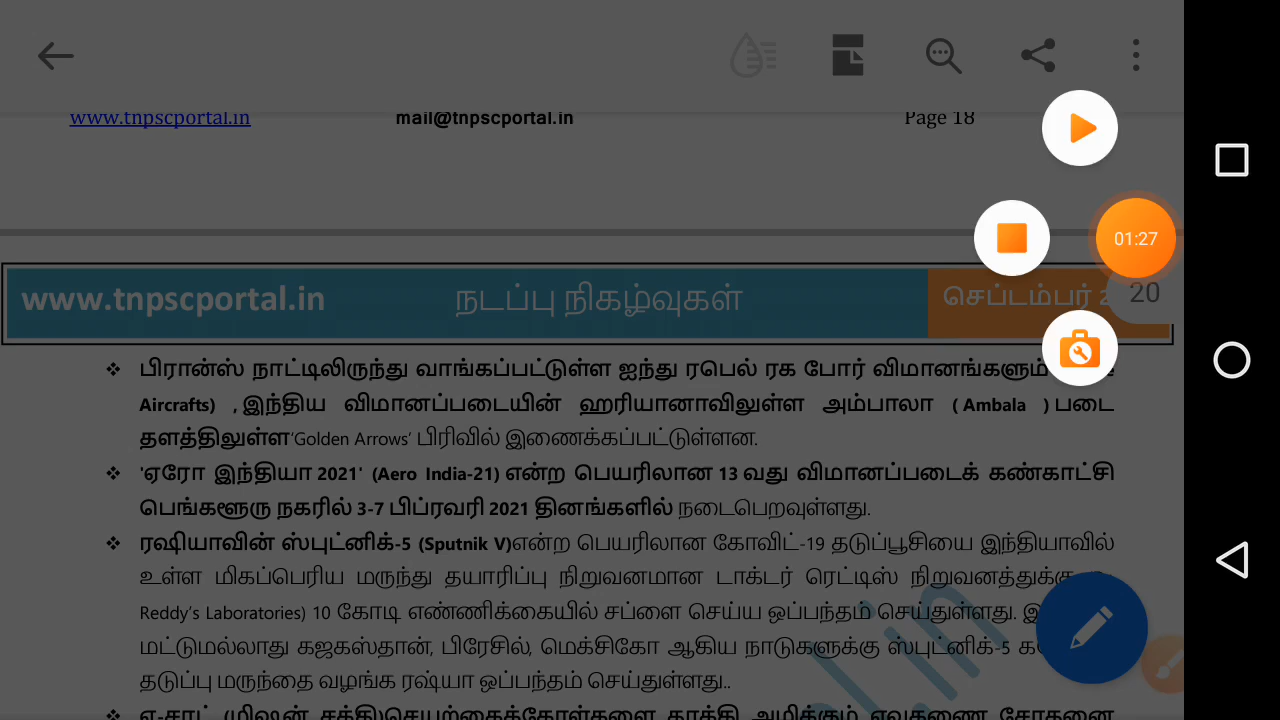 www.tnpscportal.in mail@tnpscportal.in Page 18
01:27
20
www.tnpscportal.in நடப்பு நிகழ்வுகள் செப்டம்பர் 2
❖ பிரான்ஸ் நாட்டிலிருந்து வாங்கப்பட்டுள்ள ஐந்து ரபெல் ரக போர் விமானங்களும்
Aircrafts) , இந்திய விமானப்படையின் ஹரியானாவிலுள்ள அம்பாலா ( Ambala ) படை
தளத்திலுள்ள‘Golden Arrows’ பிரிவில் இணைக்கப்பட்டுள்ளன.
❖ 'ஏரோ இந்தியா 2021' (Aero India-21) என்ற பெயரிலான 13 வது விமானப்படைக் கண்காட்சி
பெங்களூரு நகரில் 3-7 பிப்ரவரி 2021 தினங்களில் நடைபெறவுள்ளது.
❖ ரஷியாவின் ஸ்புட்னிக்-5 (Sputnik V)என்ற பெயரிலான கோவிட்-19 தடுப்பூசியை இந்தியாவில்
உள்ள மிகப்பெரிய மருந்து தயாரிப்பு நிறுவனமான டாக்டர் ரெட்டிஸ் நிறுவனத்துக்கு
Reddy’s Laboratories) 10 கோடி எண்ணிக்கையில் சப்ளை செய்ய ஒப்பந்தம் செய்துள்ளது.
மட்டுமல்லாது கஜகஸ்தான், பிரேசில், மெக்சிகோ ஆகிய நாடுகளுக்கு ஸ்புட்னிக்-5
தடுப்பு மருந்தை வழங்க ரஷ்யா ஒப்பந்தம் செய்துள்ளது..